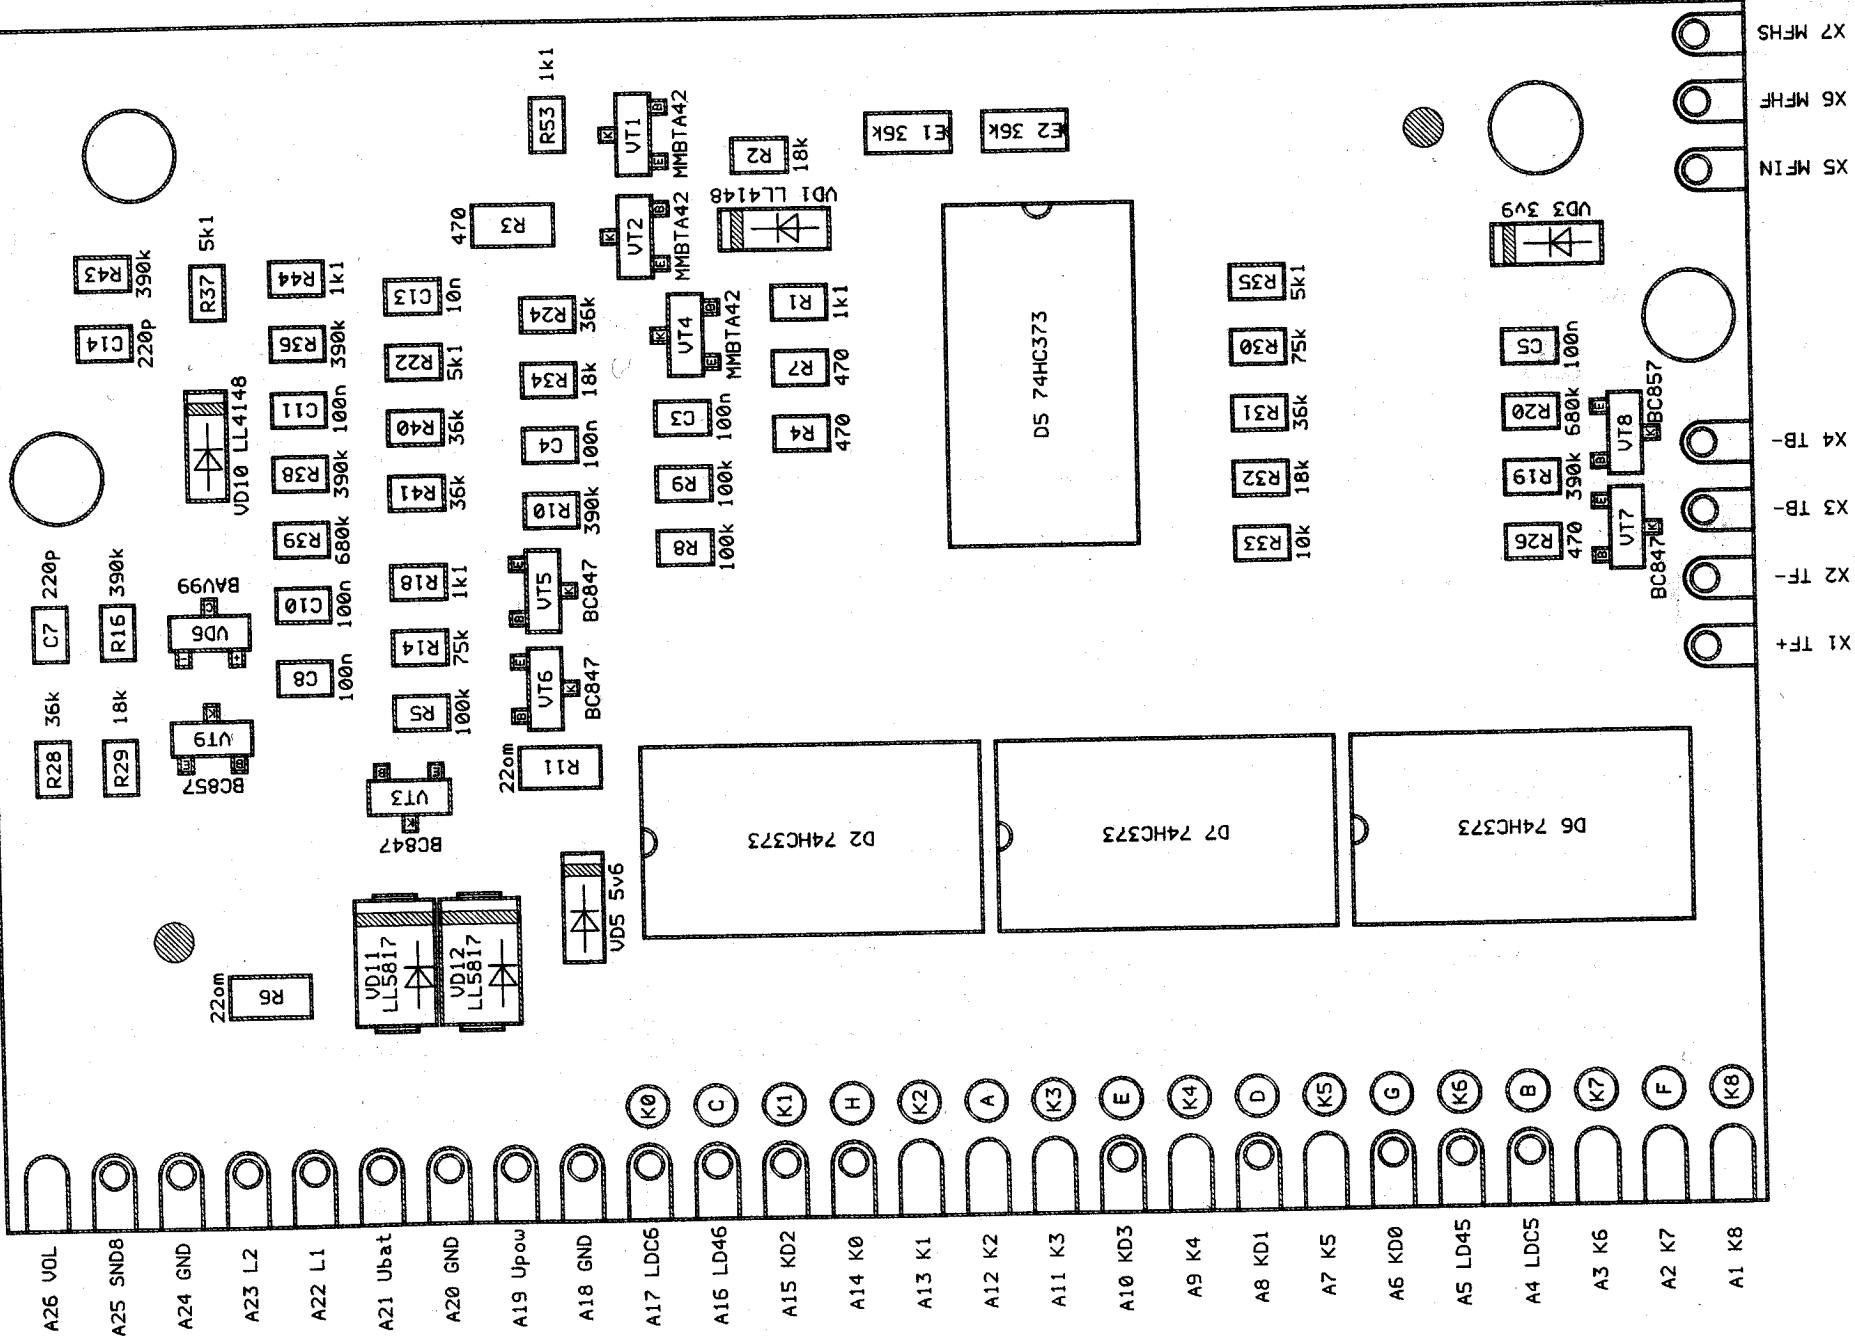 X7 MFHS
X6 MFHF
X5 MFIN
X4 TB-
X3 TB-
X2 TF-
X1 TF+
R53 1k1
VT1 MMBTA42
K
B
E
R2 18k
E1 36k
E2 36k
R3 470
VT2 MMBTA42
K
B
E
VD1 LL4148
VD3 3v9
R43 390k
R37 5k1
R44 1k1
C13 10n
R24 36k
VT4 MMBTA42
K
B
E
R1 1k1
D5 74HC373
R35 5k1
C14 220p
R36 390k
R22 5k1
R34 18k
R7 470
R30 75k
C5 100n
VD10 LL4148
C11 100n
R40 36k
C4 100n
C3 100n
R4 470
R31 36k
R20 680k
VT8 BC857
E
B
K
R38 390k
R41 36k
R10 390k
R9 100k
R32 18k
R19 390k
R39 680k
R8 100k
R33 10k
R26 470
VT7 BC847
E
B
K
C7 220p
R16 390k
VD6 BAV99
C
-
+
C10 100n
R18 1k1
VT5 BC847
E
B
K
C8 100n
R14 75k
VT6 BC847
E
B
K
R28 36k
R29 18k
VT9 BC857
K
E
B
R5 100k
R11 22om
VT3 BC847
B
E
K
D2 74HC373
D7 74HC373
D6 74HC373
VD5 5v6
VD11
LL5817
VD12
LL5817
R6 22om
K0
C
K1
H
K2
A
K3
E
K4
D
K5
G
K6
B
K7
F
K8
A26 VOL
A25 SND8
A24 GND
A23 L2
A22 L1
A21 Ubat
A20 GND
A19 Upow
A18 GND
A17 LDC6
A16 LD46
A15 KD2
A14 K0
A13 K1
A12 K2
A11 K3
A10 KD3
A9 K4
A8 KD1
A7 K5
A6 KD0
A5 LD45
A4 LDC5
A3 K6
A2 K7
A1 K8